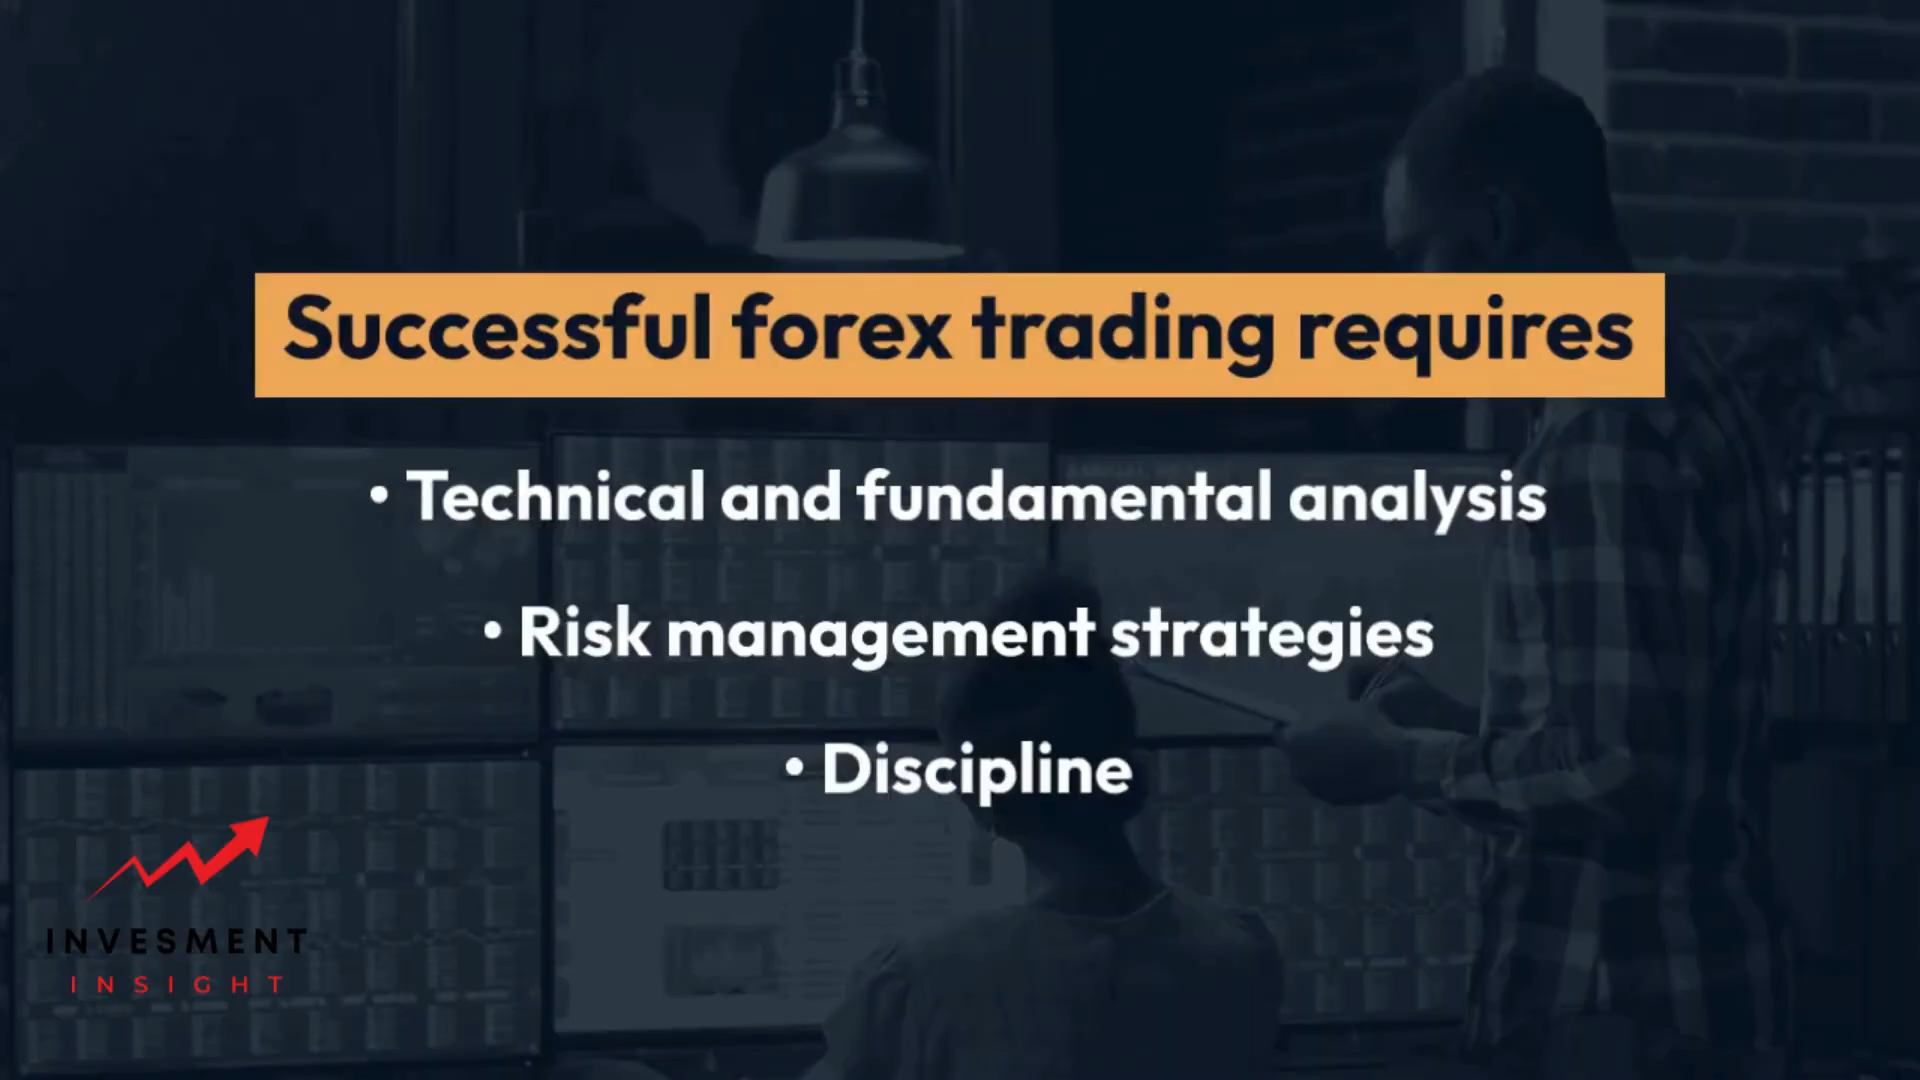 Successful forex trading requires
• Technical and fundamental analysis
• Risk management strategies
• Discipline
INVESMENT
INSIGHT